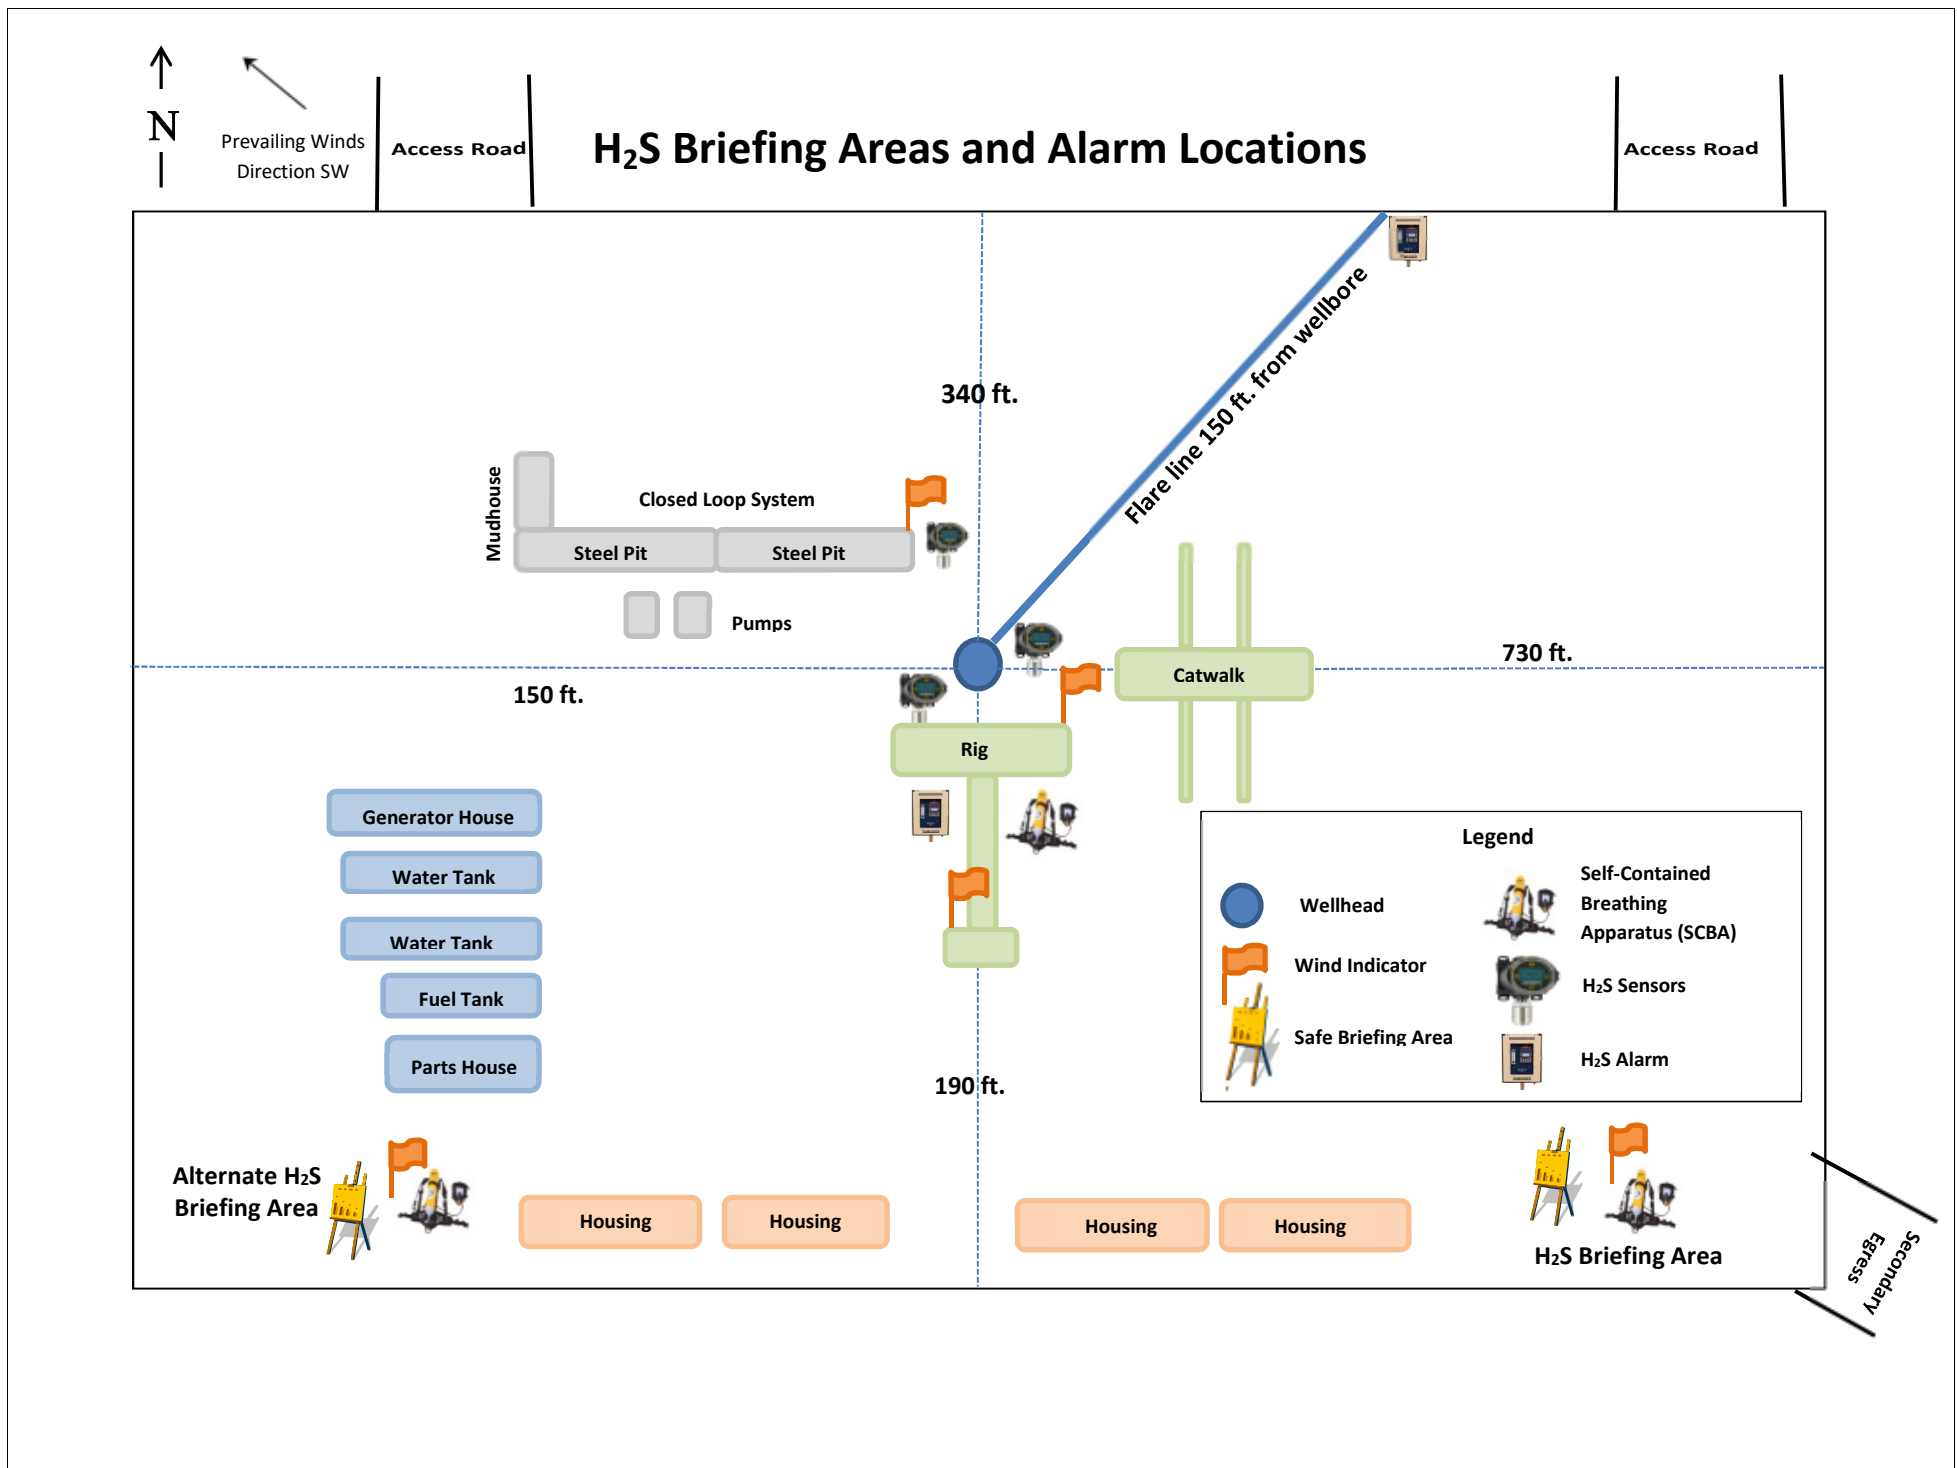 N
Prevailing Winds
Direction SW
Access Road
H₂S Briefing Areas and Alarm Locations
Access Road
Flare line 150 ft. from wellbore
340 ft.
Mudhouse
Closed Loop System
Steel Pit
Steel Pit
Pumps
730 ft.
150 ft.
Catwalk
Rig
Generator House
Water Tank
Water Tank
Fuel Tank
Parts House
190 ft.
Legend
Wellhead
Wind Indicator
Safe Briefing Area
Self-Contained
Breathing
Apparatus (SCBA)
H₂S Sensors
H₂S Alarm
Alternate H₂S
Briefing Area
Housing
Housing
Housing
Housing
H₂S Briefing Area
Secondary
Egress